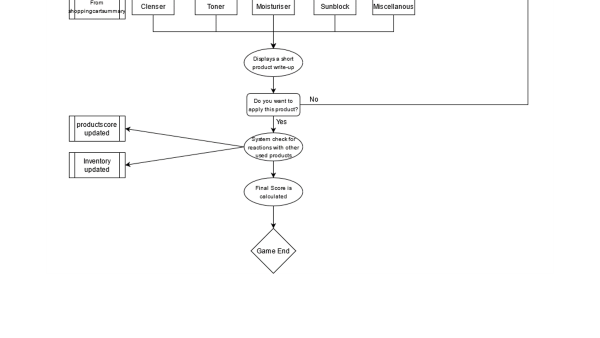 From
shoppingcartsummary
Clenser
Toner
Moisturiser
Sunblock
Miscellanous
Displays a short
product write-up
Do you want to
apply this product?
No
Yes
productscore
updated
System check for
reactions with other
used products
Inventory
updated
Final Score is
calculated
Game End